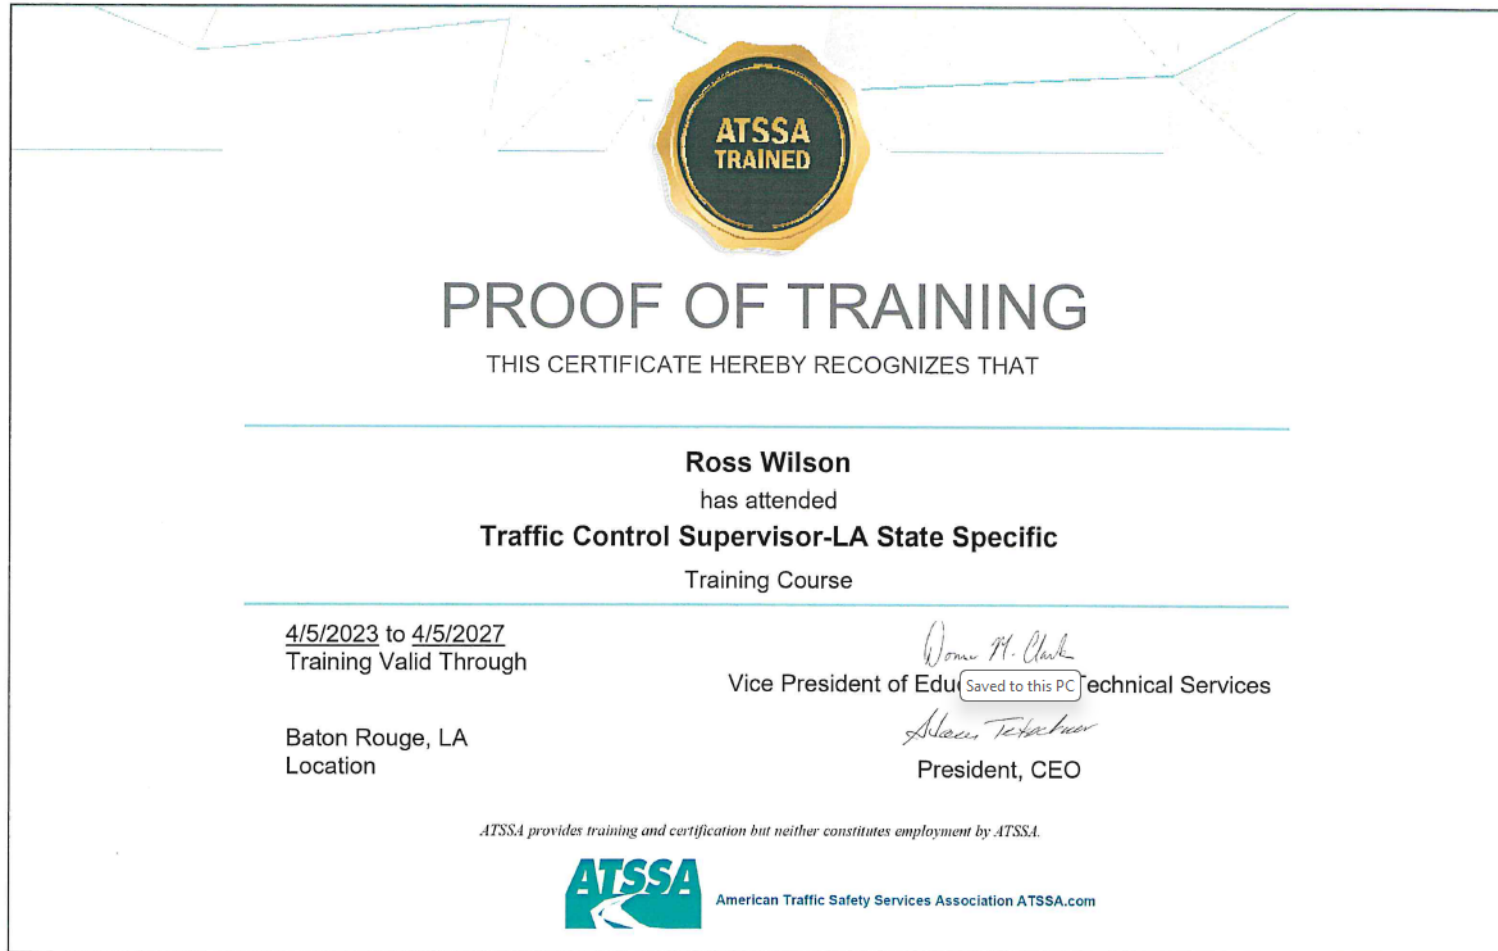 ATSSA
TRAINED
PROOF OF TRAINING
THIS CERTIFICATE HEREBY RECOGNIZES THAT
Ross Wilson
has attended
Traffic Control Supervisor-LA State Specific
Training Course
4/5/2023 to 4/5/2027
Training Valid Through
Donna M. Clark
Vice President of Edu
Saved to this PC
echnical Services
Baton Rouge, LA
Location
President, CEO
ATSSA provides training and certification but neither constitutes employment by ATSSA.
ATSSA
American Traffic Safety Services Association ATSSA.com